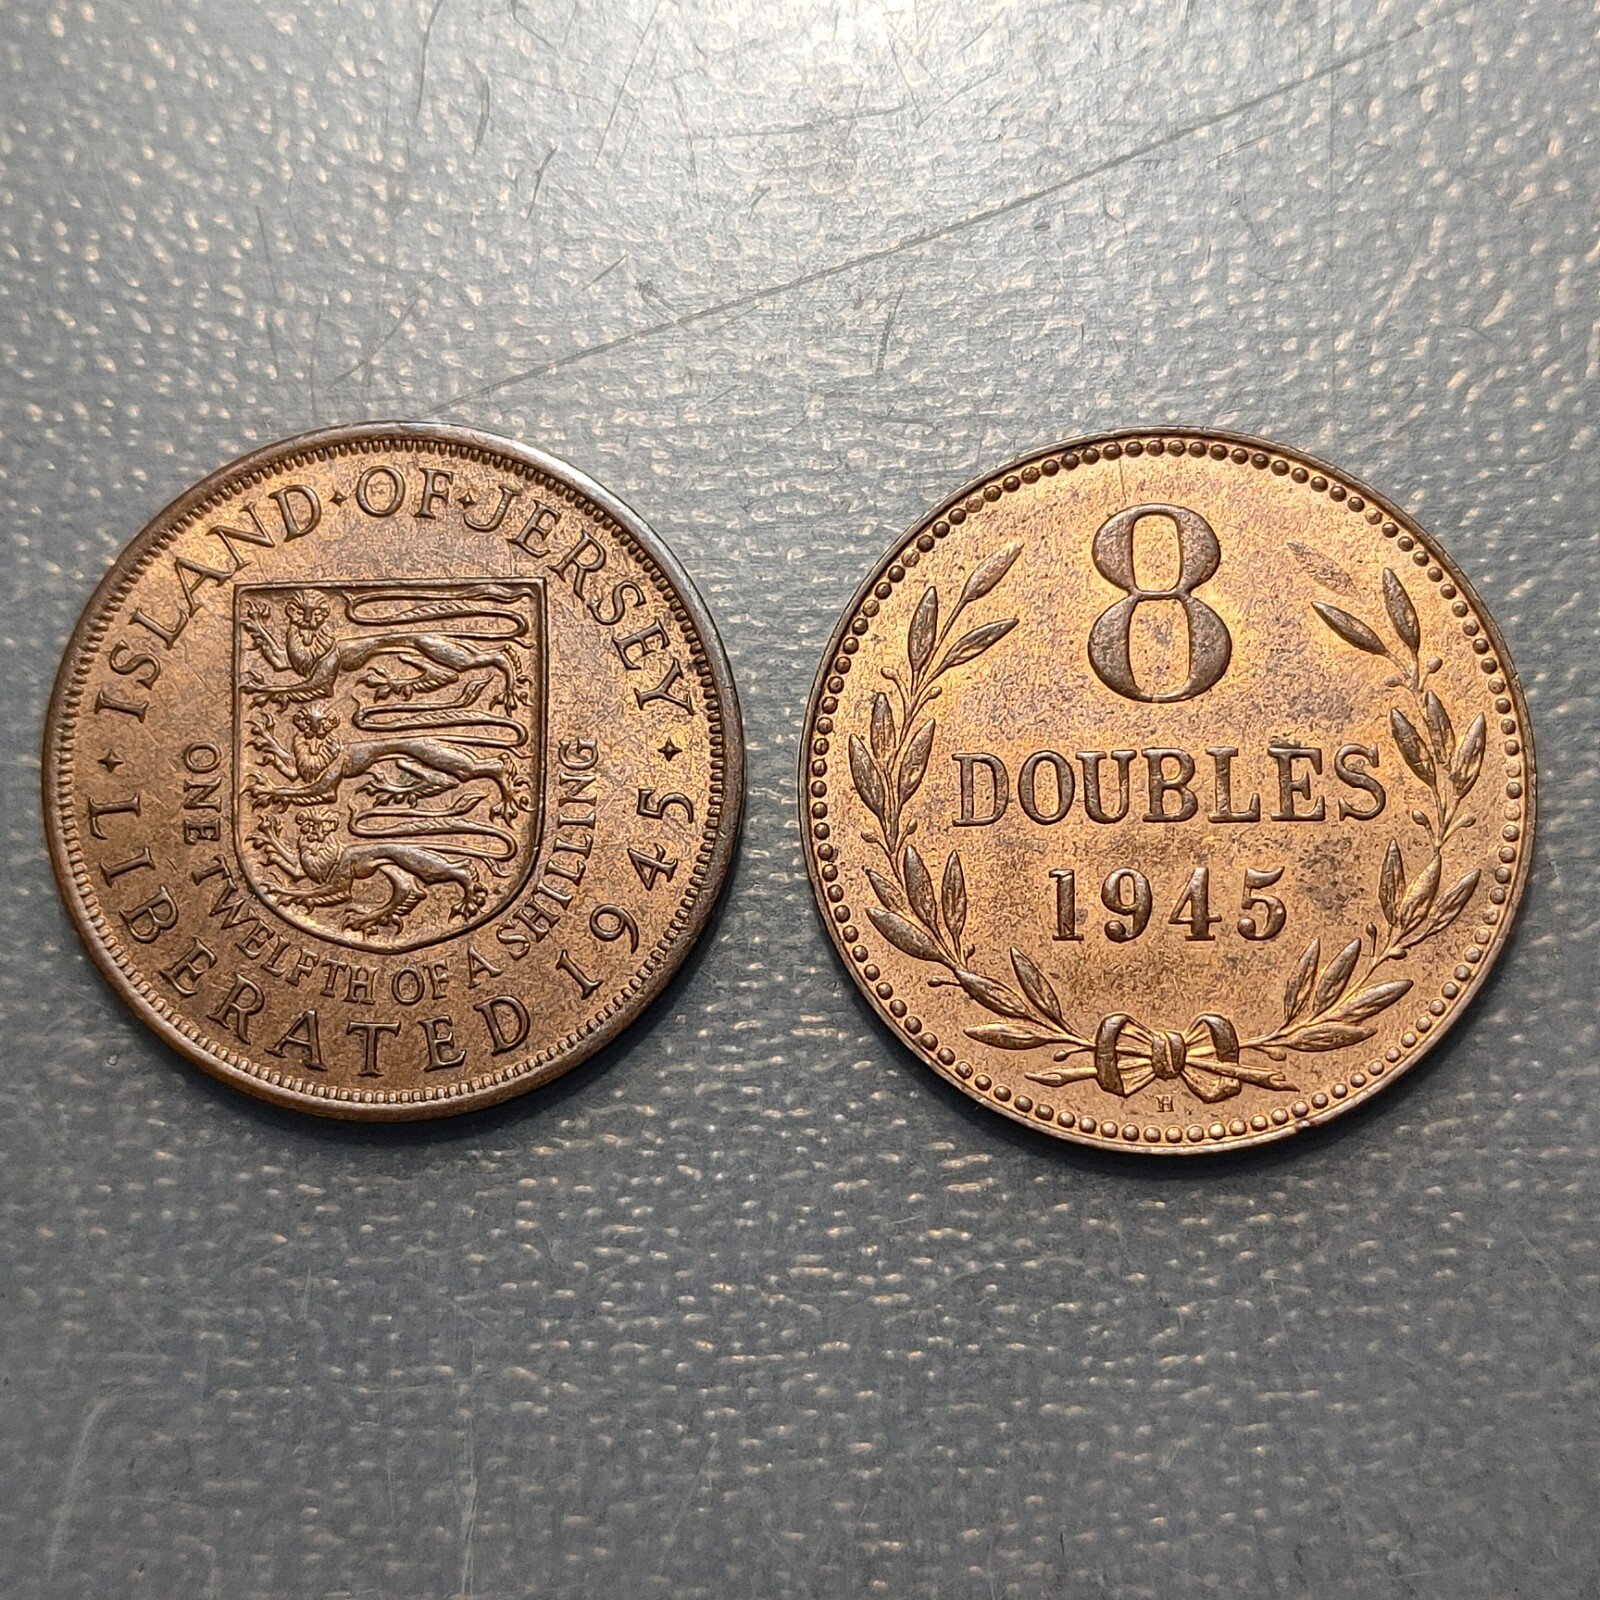 ISLAND·OF·JERSEY
ONE TWELFTH OF A SHILLING
LIBERATED 1945
8
DOUBLES
1945
H